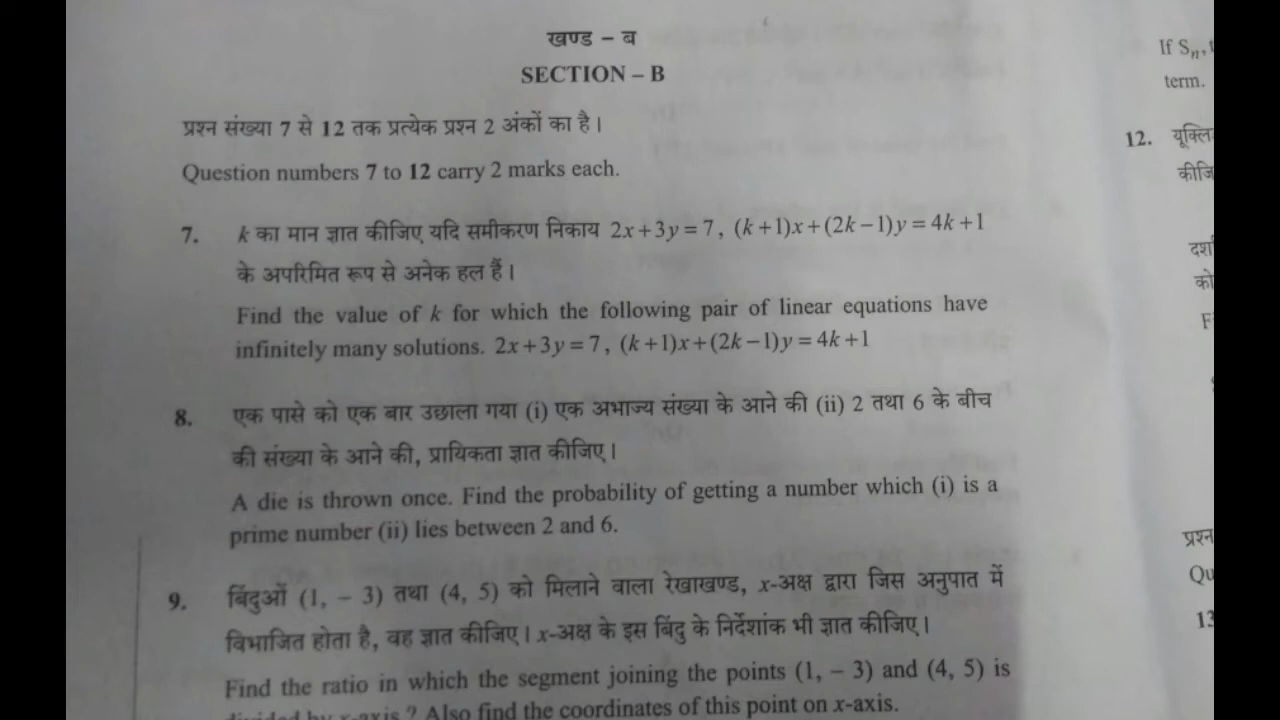 खण्ड – ब
SECTION – B
प्रश्न संख्या 7 से 12 तक प्रत्येक प्रश्न 2 अंकों का है।
Question numbers 7 to 12 carry 2 marks each.
7. k का मान ज्ञात कीजिए यदि समीकरण निकाय 2x+3y=7, (k+1)x+(2k−1)y=4k+1
के अपरिमित रूप से अनेक हल हैं।
Find the value of k for which the following pair of linear equations have
infinitely many solutions. 2x+3y=7, (k+1)x+(2k−1)y=4k+1
8. एक पासे को एक बार उछाला गया (i) एक अभाज्य संख्या के आने की (ii) 2 तथा 6 के बीच
की संख्या के आने की, प्रायिकता ज्ञात कीजिए।
A die is thrown once. Find the probability of getting a number which (i) is a
prime number (ii) lies between 2 and 6.
9. बिंदुओं (1, – 3) तथा (4, 5) को मिलाने वाला रेखाखण्ड, x-अक्ष द्वारा जिस अनुपात में
विभाजित होता है, वह ज्ञात कीजिए। x-अक्ष के इस बिंदु के निर्देशांक भी ज्ञात कीजिए।
Find the ratio in which the segment joining the points (1, – 3) and (4, 5) is
divided by x-axis ? Also find the coordinates of this point on x-axis.
If Sn,
term.
12.
13